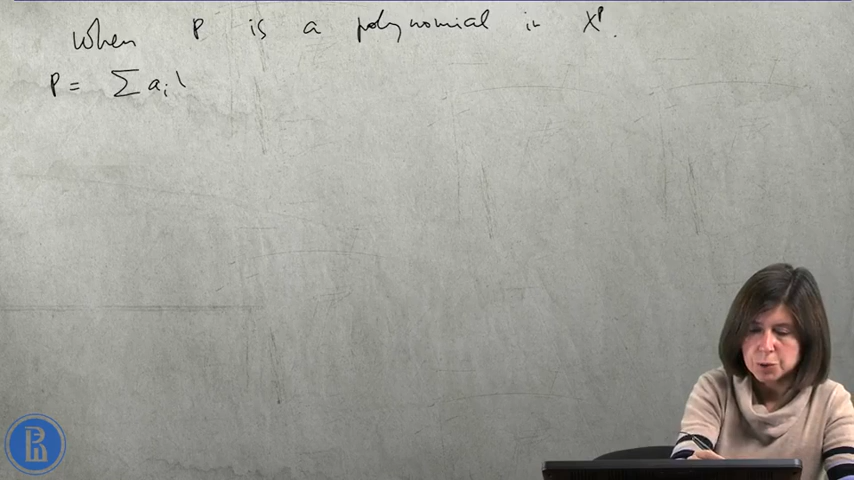 When P is a polynomial in X^p.
P = ∑ a_i (